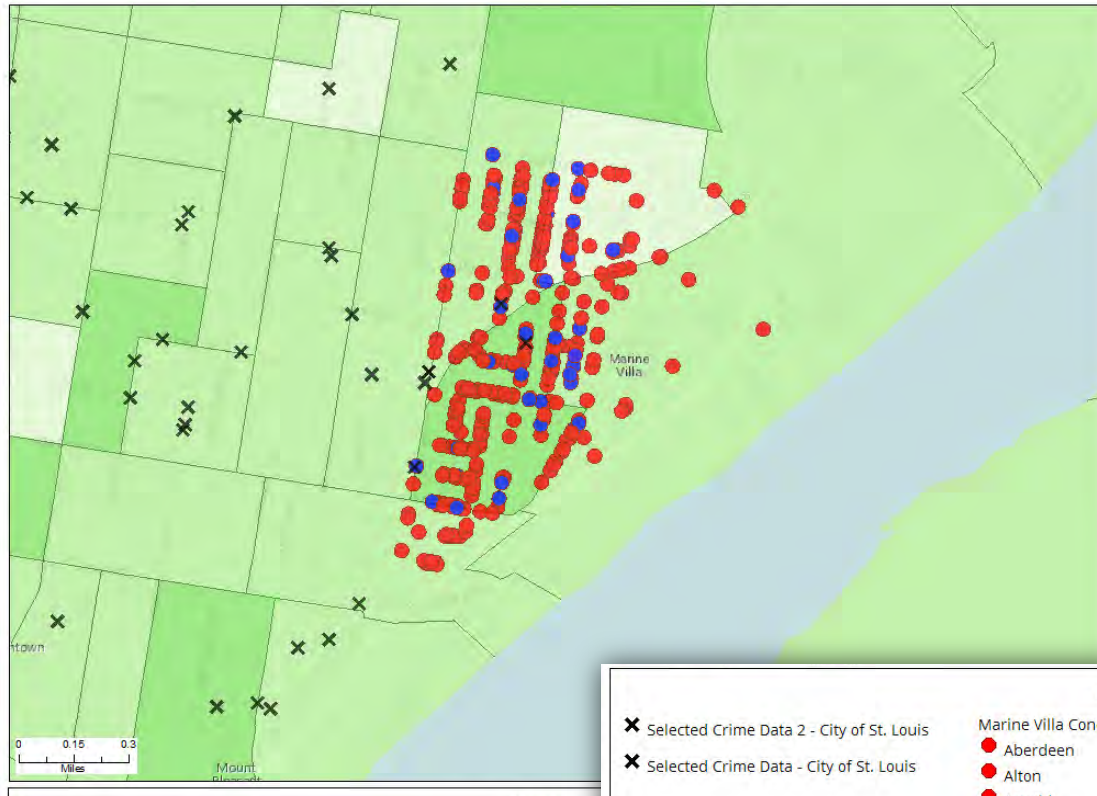 Marine
Villa
ntown
0 0.15 0.3
Miles
Mount
Pleasant
Selected Crime Data 2 - City of St. Louis
Selected Crime Data - City of St. Louis
Marine Villa Con
Aberdeen
Alton